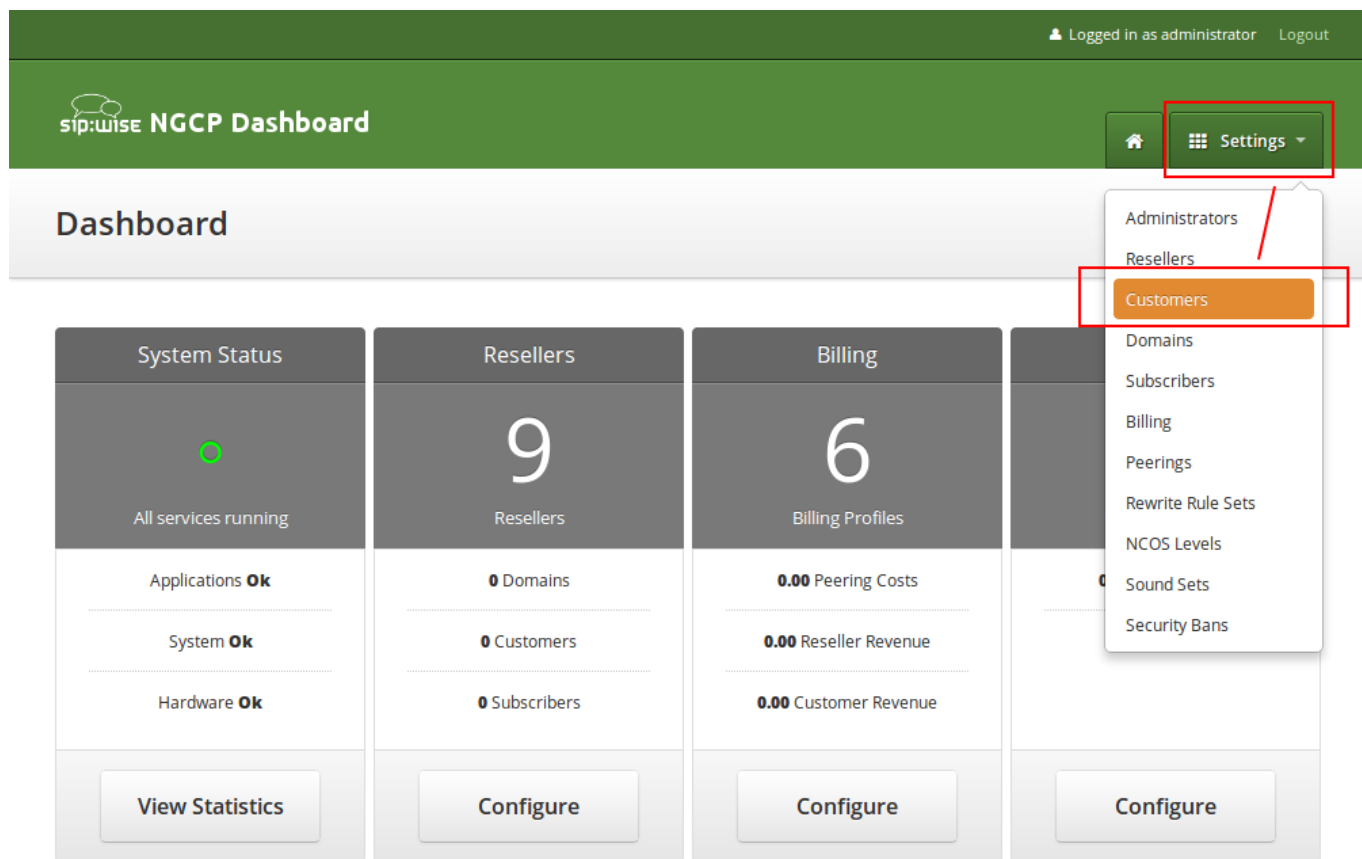 Logged in as administrator Logout
sip:wise NGCP Dashboard
Settings
Dashboard
Administrators
Resellers
Customers
Domains
Subscribers
Billing
Peerings
Rewrite Rule Sets
NCOS Levels
Sound Sets
Security Bans
System Status
All services running
Applications Ok
System Ok
Hardware Ok
View Statistics
Resellers
9
Resellers
0 Domains
0 Customers
0 Subscribers
Configure
Billing
6
Billing Profiles
0.00 Peering Costs
0.00 Reseller Revenue
0.00 Customer Revenue
Configure
Configure